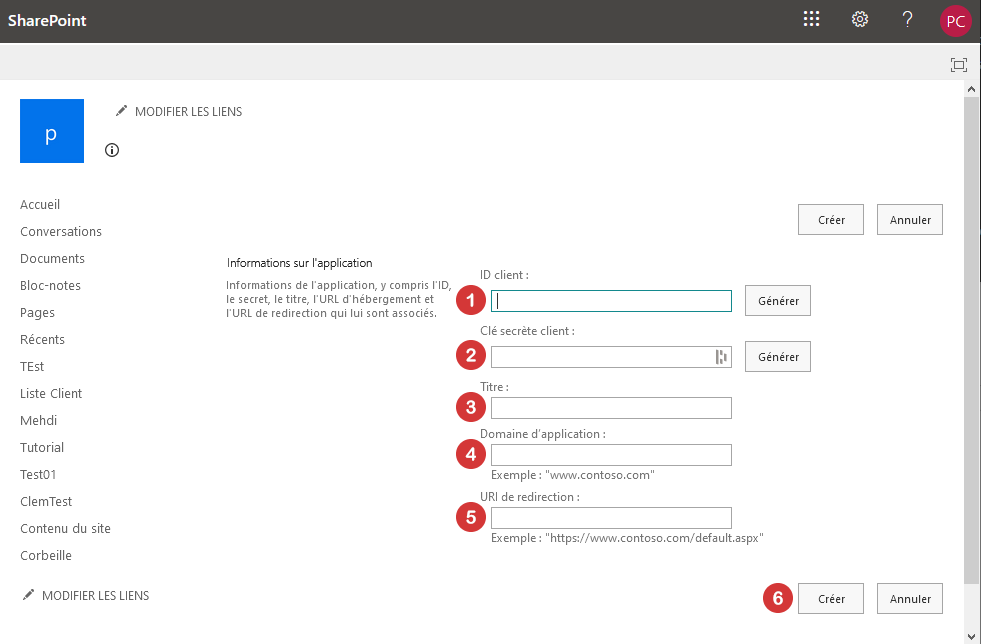 SharePoint
?
PC
p
MODIFIER LES LIENS
Accueil
Conversations
Documents
Bloc-notes
Pages
Récents
TEst
Liste Client
Mehdi
Tutorial
Test01
ClemTest
Contenu du site
Corbeille
MODIFIER LES LIENS
Créer
Annuler
Informations sur l'application
Informations de l'application, y compris l'ID,
le secret, le titre, l'URL d'hébergement et
l'URL de redirection qui lui sont associés.
ID client :
1
Générer
Clé secrète client :
2
Générer
Titre :
3
Domaine d'application :
4
Exemple : "www.contoso.com"
URI de redirection :
5
Exemple : "https://www.contoso.com/default.aspx"
6
Créer
Annuler